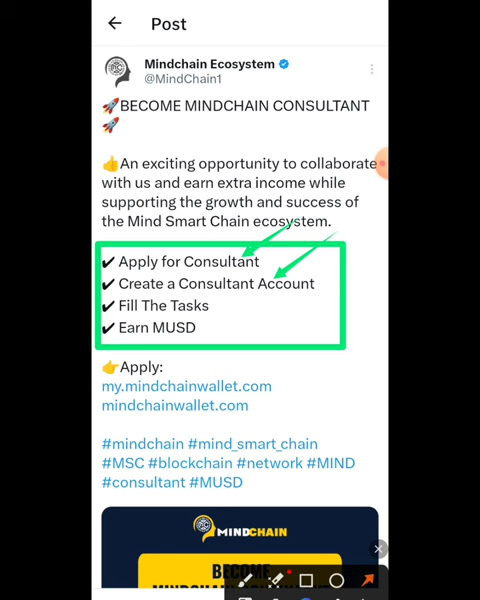 Post
Mindchain Ecosystem
@MindChain1
🚀BECOME MINDCHAIN CONSULTANT
🚀
👍An exciting opportunity to collaborate
with us and earn extra income while
supporting the growth and success of
the Mind Smart Chain ecosystem.
✔ Apply for Consultant
✔ Create a Consultant Account
✔ Fill The Tasks
✔ Earn MUSD
👉Apply:
my.mindchainwallet.com
mindchainwallet.com
#mindchain #mind_smart_chain
#MSC #blockchain #network #MIND
#consultant #MUSD
MINDCHAIN
BECOME